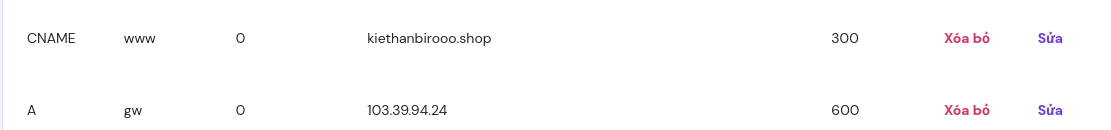 CNAME www 0 kiethanbirooo.shop 300 Xóa bỏ Sửa
A gw 0 103.39.94.24 600 Xóa bỏ Sửa